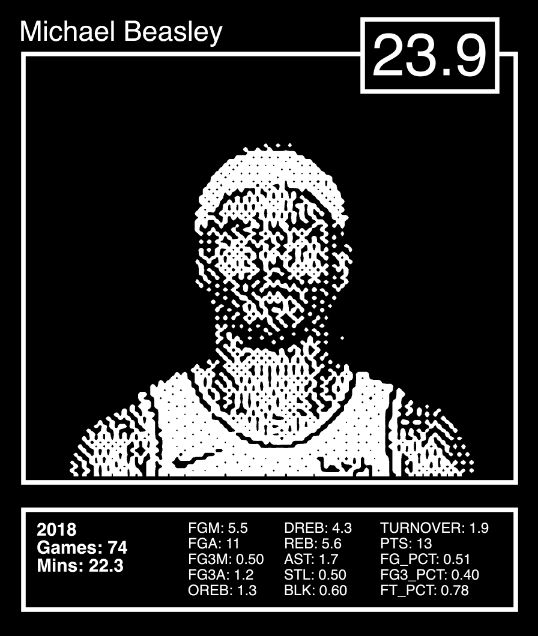 Michael Beasley
23.9
2018
Games: 74
Mins: 22.3
FGM: 5.5
FGA: 11
FG3M: 0.50
FG3A: 1.2
OREB: 1.3
DREB: 4.3
REB: 5.6
AST: 1.7
STL: 0.50
BLK: 0.60
TURNOVER: 1.9
PTS: 13
FG_PCT: 0.51
FG3_PCT: 0.40
FT_PCT: 0.78